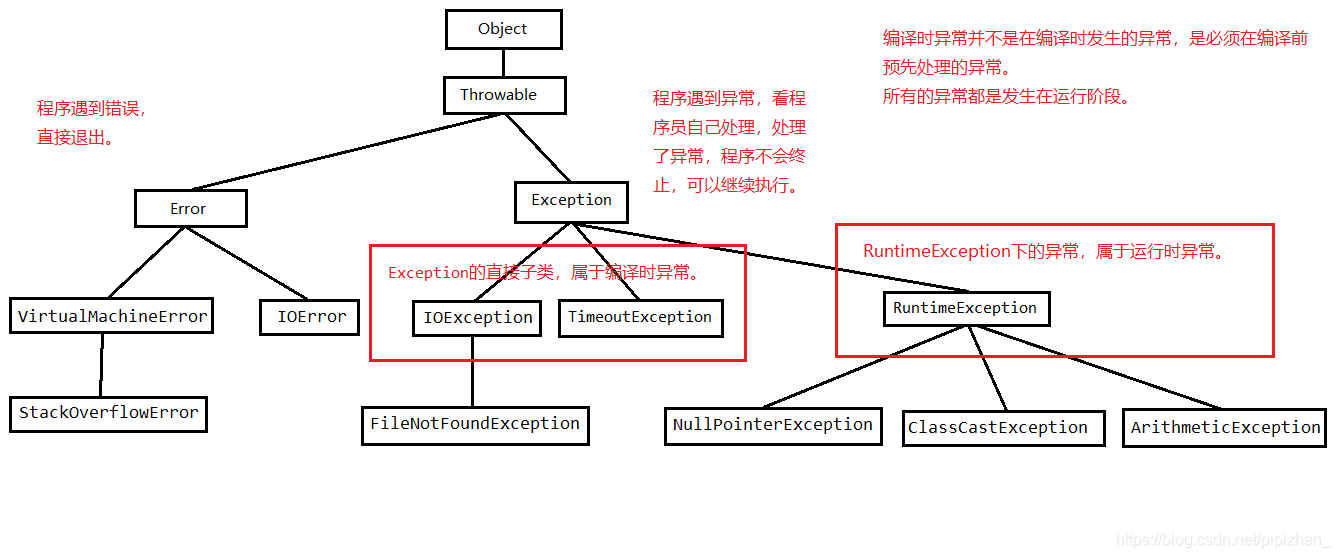 Object
编译时异常并不是在编译时发生的异常，是必须在编译前
预先处理的异常。
所有的异常都是发生在运行阶段。
Throwable
程序遇到错误，
直接退出。
程序遇到异常，看程
序员自己处理，处理
了异常，程序不会终
止，可以继续执行。
Error
Exception
Exception的直接子类，属于编译时异常。
RuntimeException下的异常，属于运行时异常。
VirtualMachineError
IOError
IOException
TimeoutException
RuntimeException
StackOverflowError
FileNotFoundException
NullPointerException
ClassCastException
ArithmeticException
https://blog.csdn.net/pipizhen_